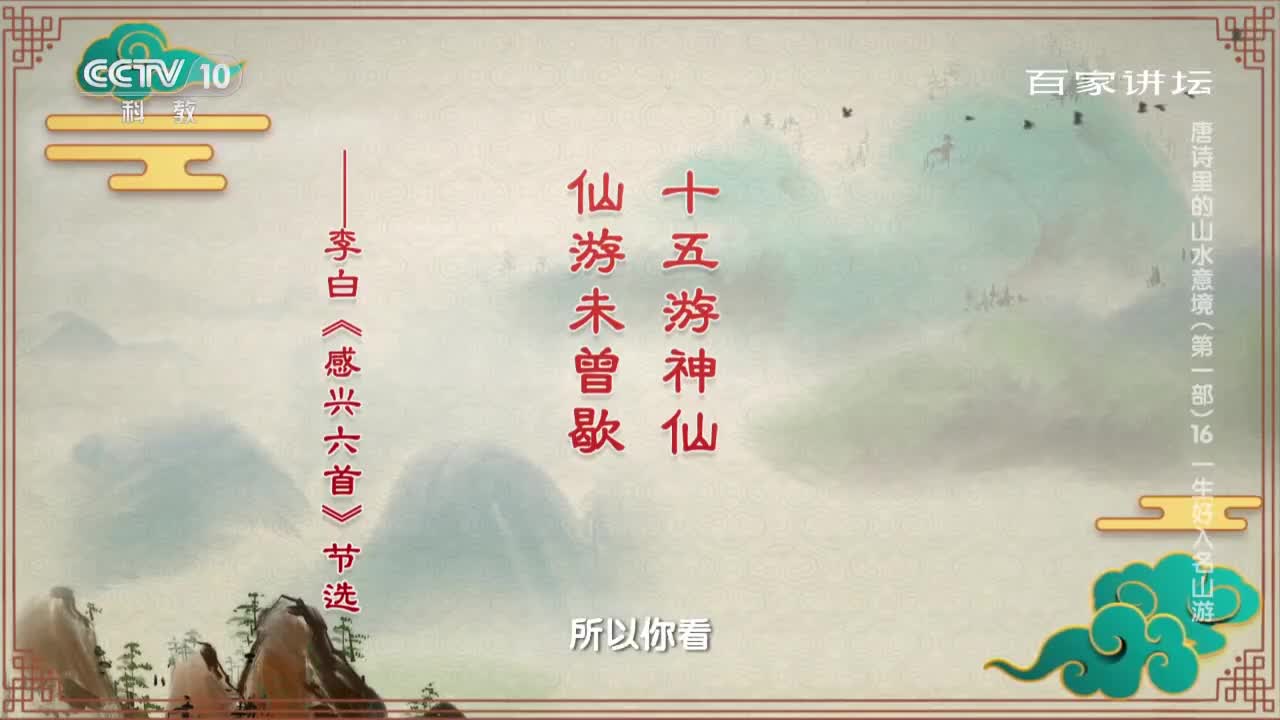 CCTV 10
科教
百家讲坛
唐诗里的山水意境（第一部）16 一生好入名山游
十五游神仙
仙游未曾歇
——李白《感兴六首》节选
所以你看